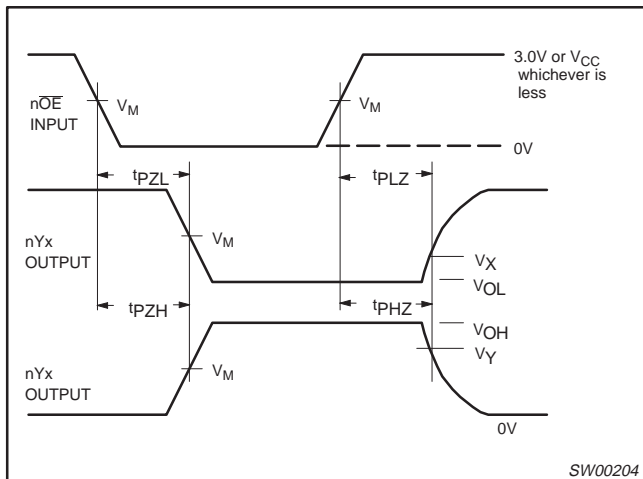 3.0V or VCC
whichever is
less
nOE
INPUT
VM
VM
0V
tPZL
tPLZ
nYx
OUTPUT
VM
VX
VOL
tPZH
tPHZ
VOH
VY
nYx
OUTPUT
VM
0V
SW00204